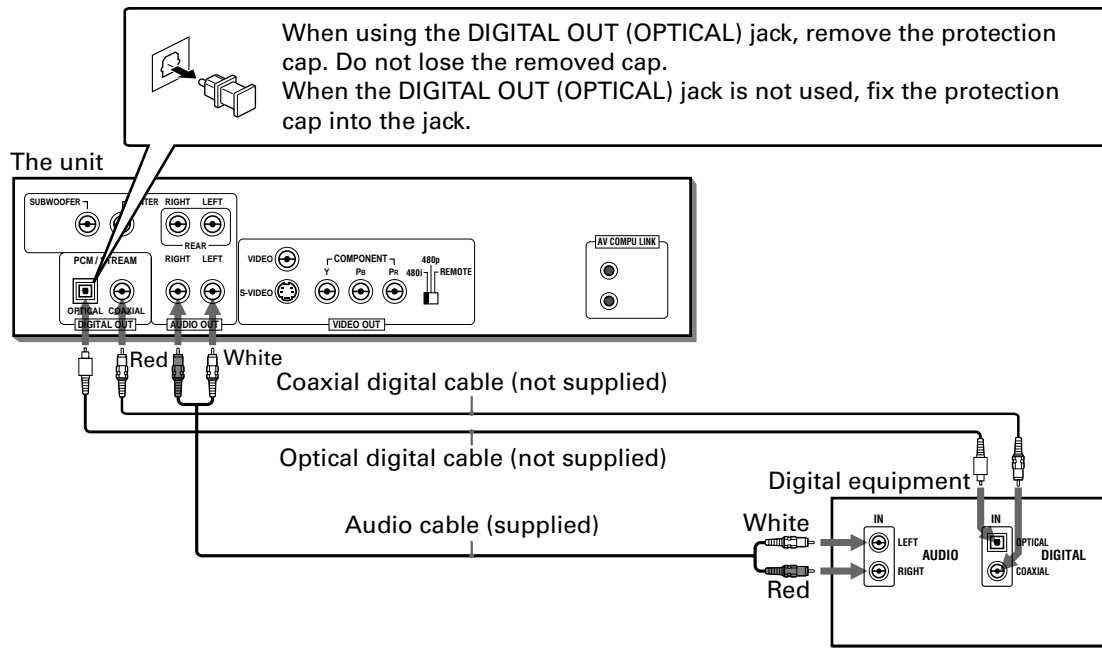 When using the DIGITAL OUT (OPTICAL) jack, remove the protection
cap. Do not lose the removed cap.
When the DIGITAL OUT (OPTICAL) jack is not used, fix the protection
cap into the jack.
The unit
SUBWOOFER
NTER
RIGHT LEFT
REAR
PCM / STREAM
RIGHT LEFT
OPTICAL COAXIAL
DIGITAL OUT
AUDIO OUT
VIDEO
S-VIDEO
COMPONENT
Y PB PR
480p
480i
REMOTE
VIDEO OUT
AV COMPU LINK
Red
White
Coaxial digital cable (not supplied)
Optical digital cable (not supplied)
Audio cable (supplied)
Digital equipment
White
Red
IN
LEFT
RIGHT
AUDIO
IN
OPTICAL
COAXIAL
DIGITAL